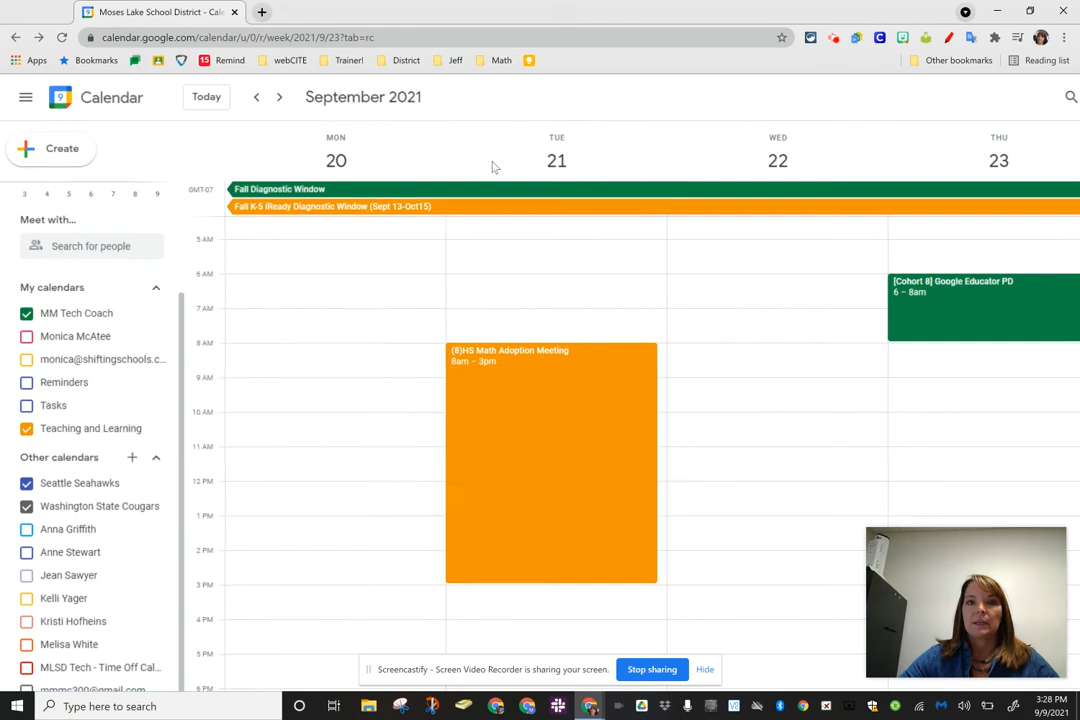 Moses Lake School District - Cale
calendar.google.com/calendar/u/0/r/week/2021/9/23?tab=rc
Apps Bookmarks 15 Remind webCITE Trainer! District Jeff Math Other bookmarks Reading list
9 Calendar Today September 2021
Create
MON TUE WED THU
20 21 22 23
3 4 5 6 7 8 9
GMT-07 Fall Diagnostic Window
Fall K-5 iReady Diagnostic Window (Sept 13-Oct15)
Meet with...
Search for people
My calendars
MM Tech Coach
Monica McAtee
monica@shiftingschools.c...
Reminders
Tasks
Teaching and Learning
Other calendars
Seattle Seahawks
Washington State Cougars
Anna Griffith
Anne Stewart
Jean Sawyer
Kelli Yager
Kristi Hofheins
Melisa White
MLSD Tech - Time Off Cal...
mmmc300@gmail.com
5 AM
6 AM
7 AM
8 AM
9 AM
10 AM
11 AM
12 PM
1 PM
2 PM
3 PM
4 PM
5 PM
6 PM
[Cohort 8] Google Educator PD
6 – 8am
(8)HS Math Adoption Meeting
8am – 3pm
Screencastify - Screen Video Recorder is sharing your screen. Stop sharing Hide
Type here to search
3:28 PM
9/9/2021